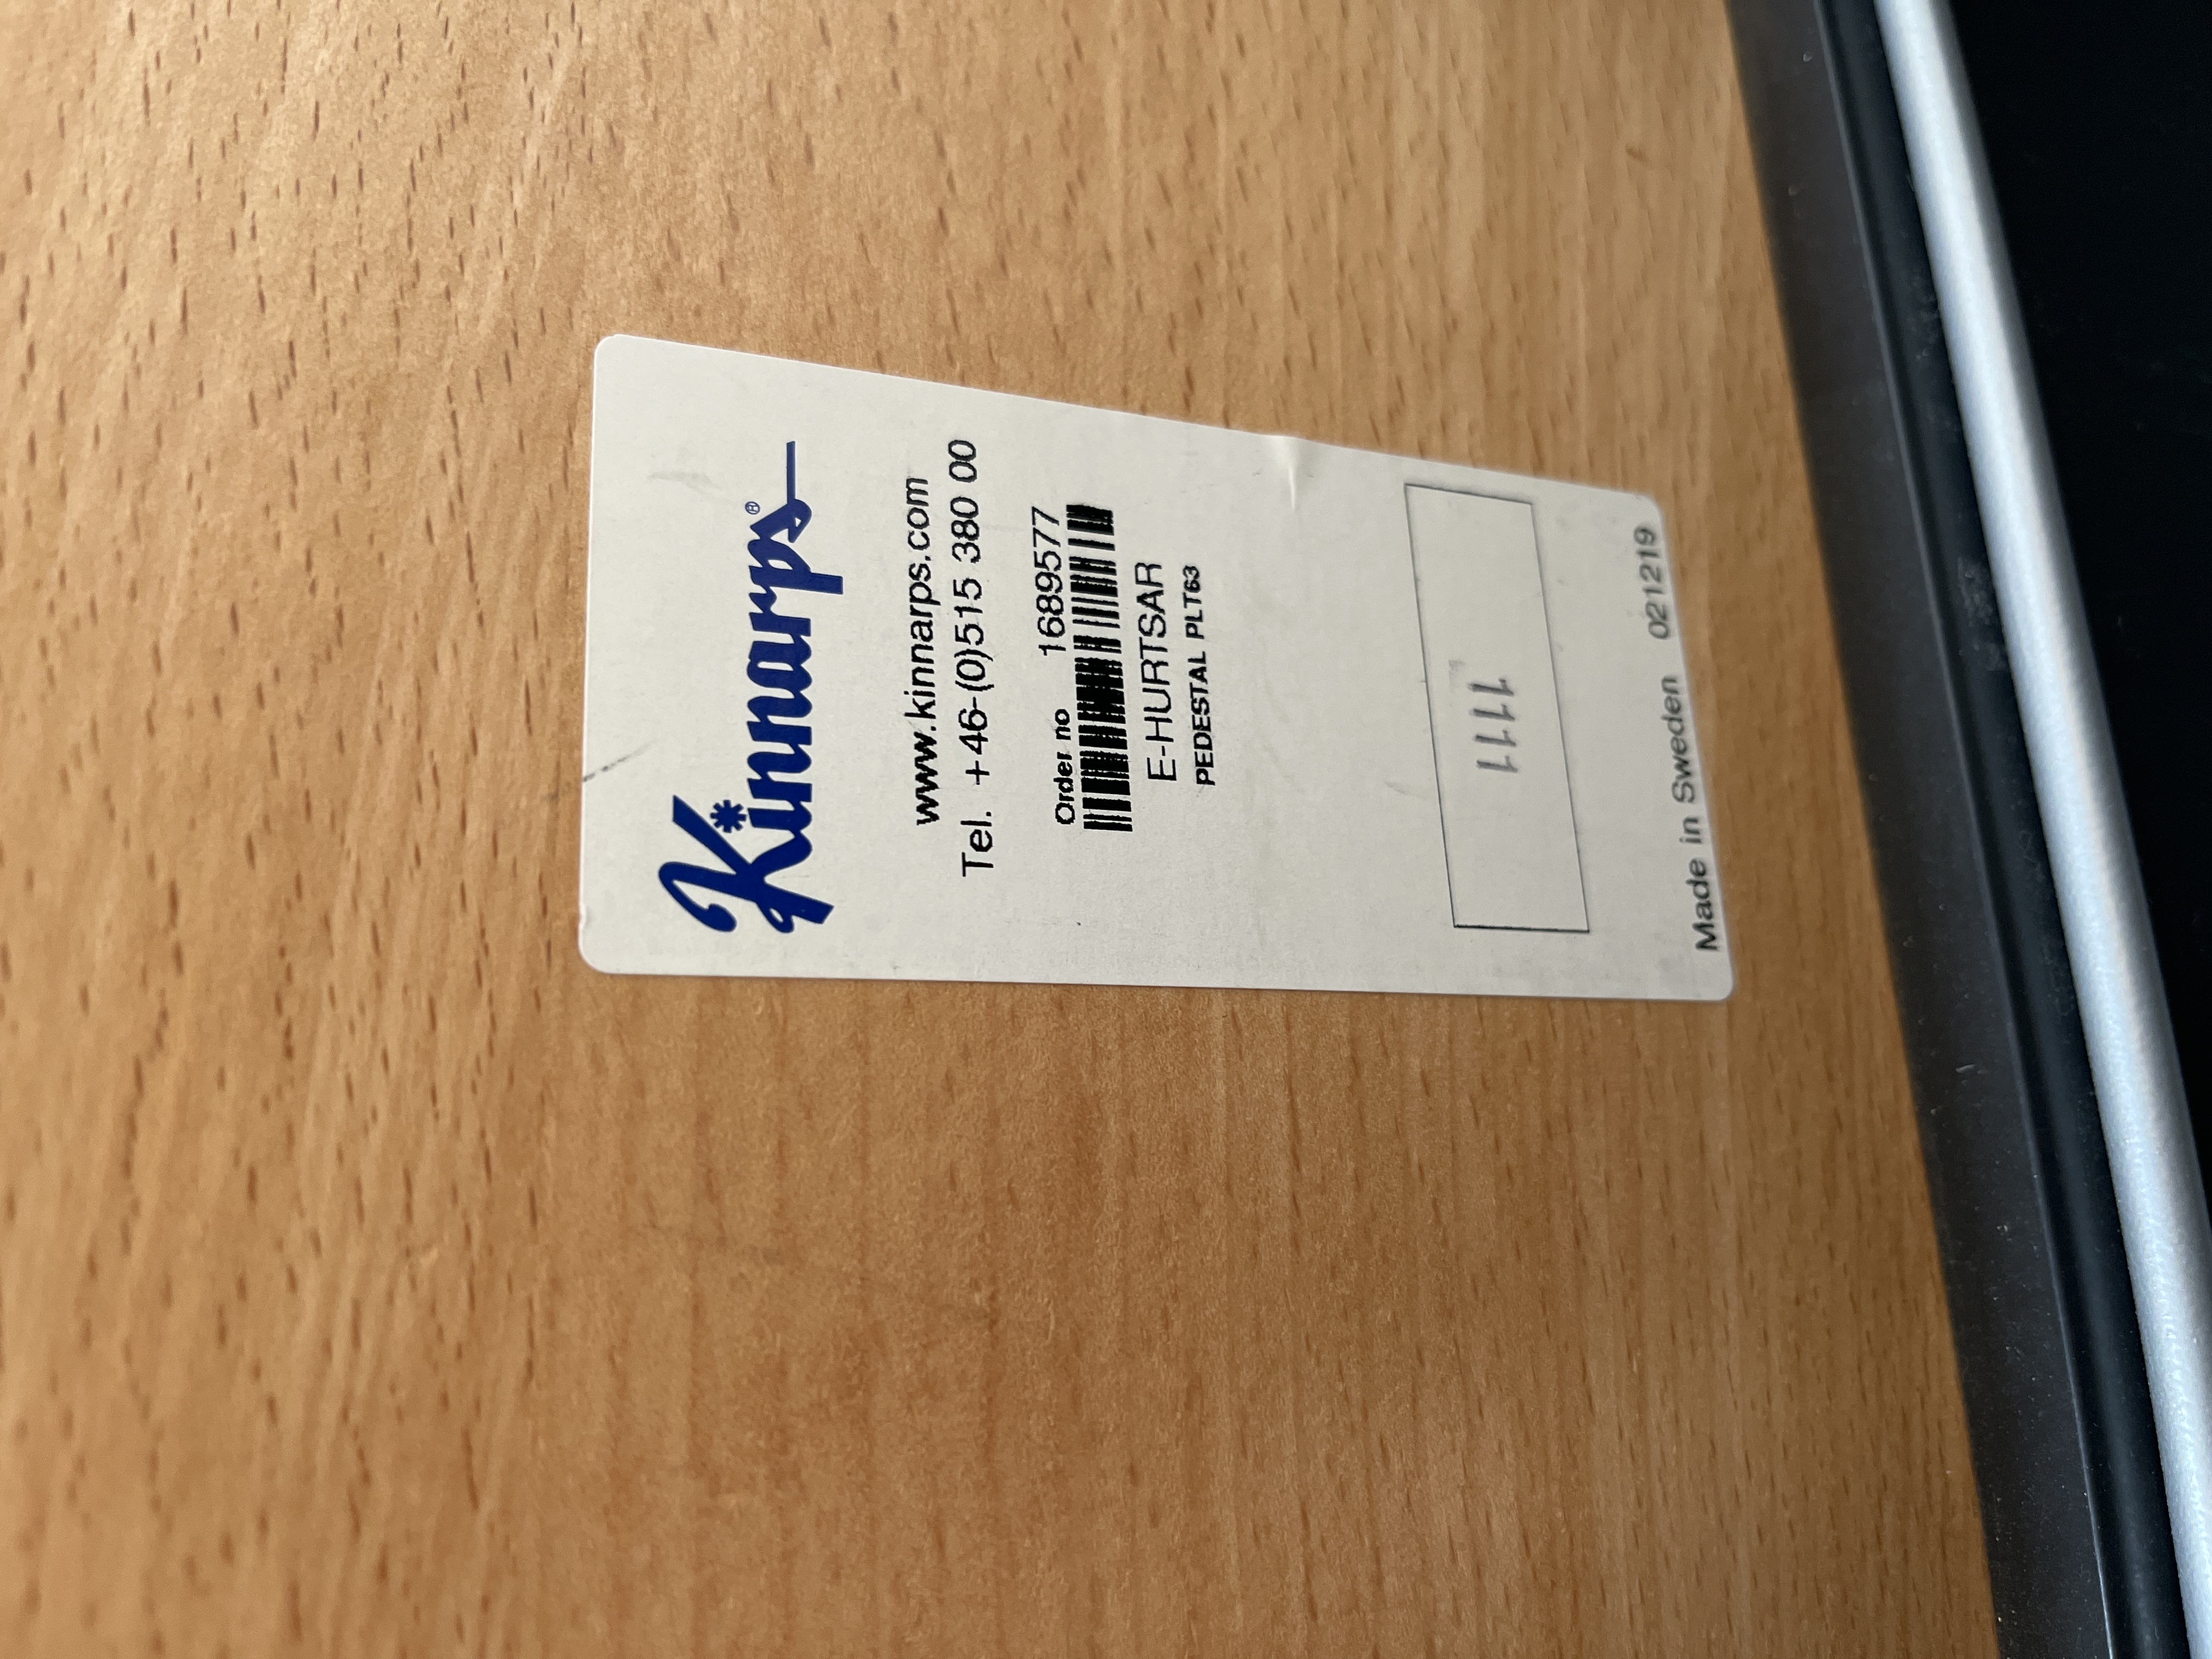 Kinnarps®
www.kinnarps.com
Tel. +46-(0)515 380 00
Order no 1689577
E-HURTSAR
PEDESTAL PLT63
1111
Made in Sweden 021219